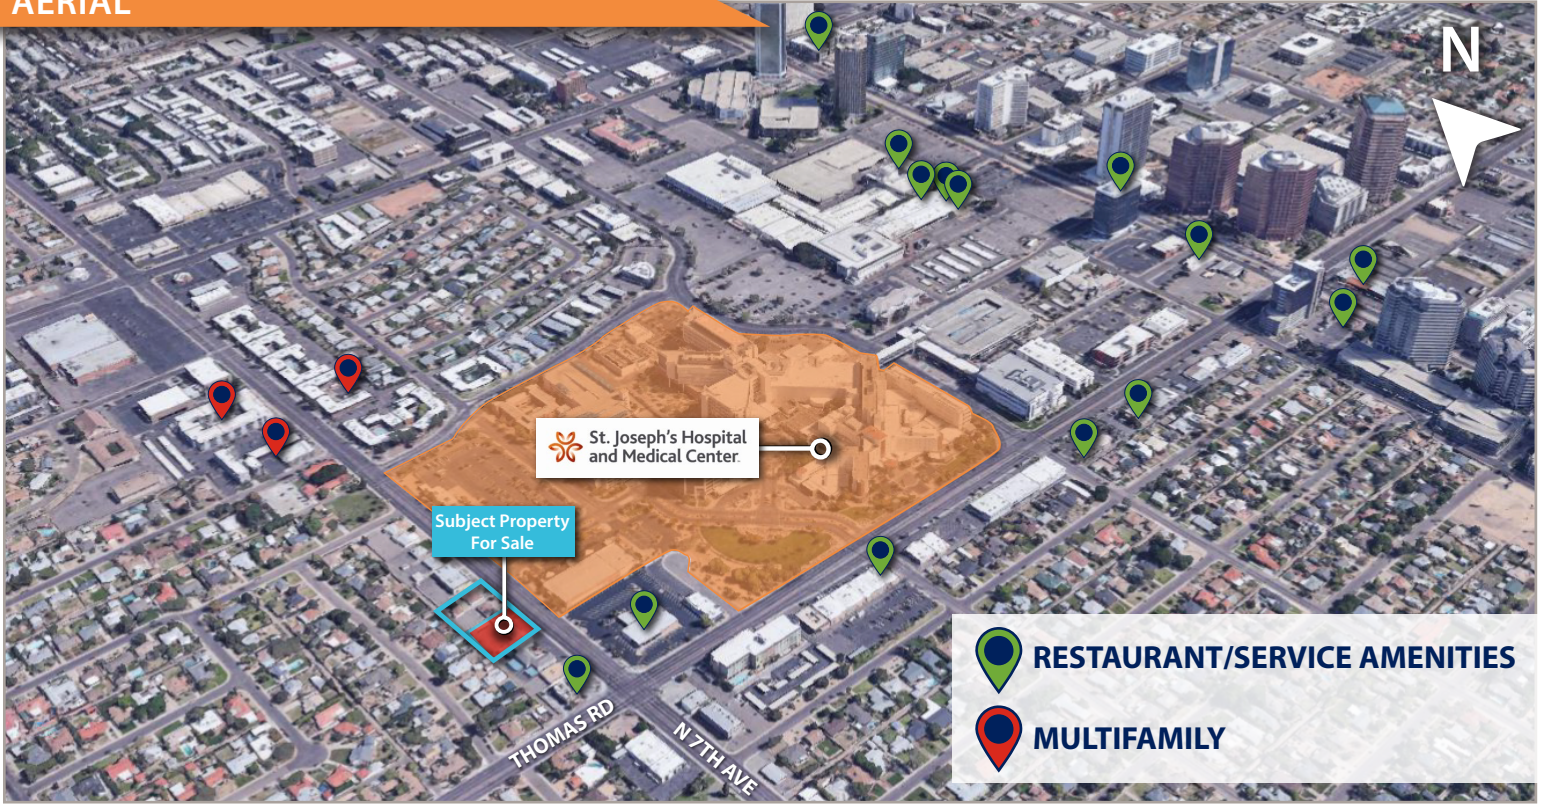 AERIAL
N
St. Joseph's Hospital
and Medical Center.
Subject Property
For Sale
THOMAS RD
N 7TH AVE
RESTAURANT/SERVICE AMENITIES
MULTIFAMILY